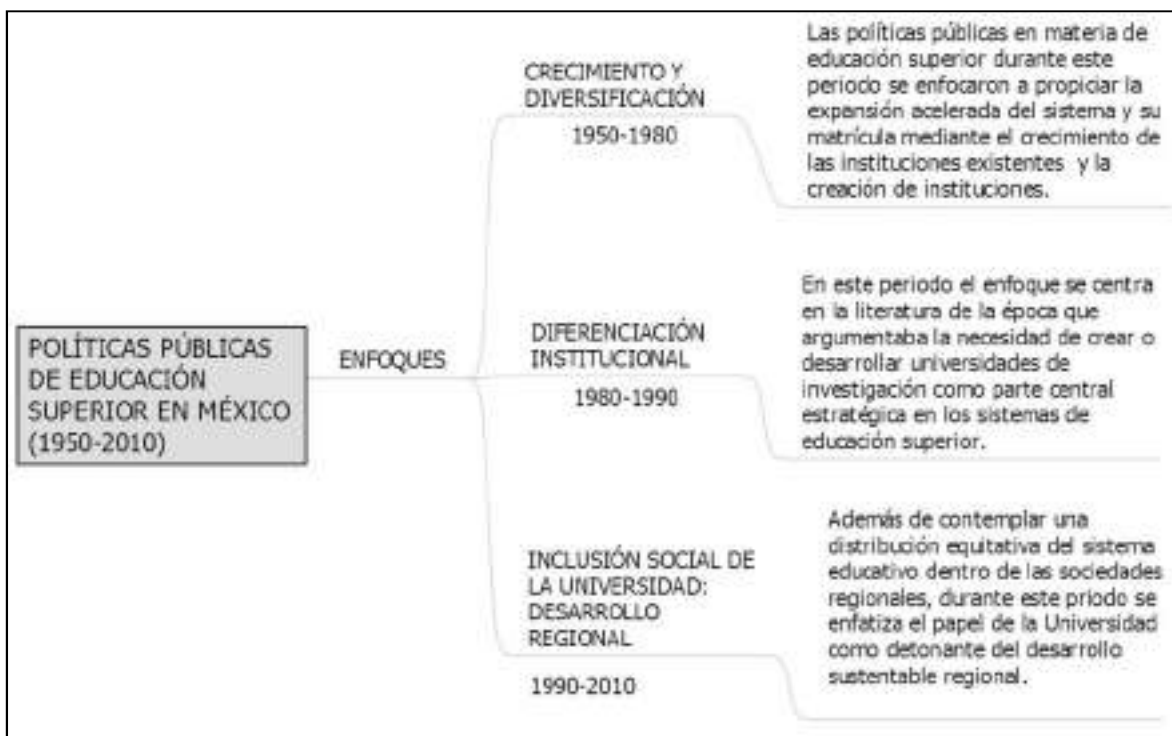 POLÍTICAS PÚBLICAS
DE EDUCACIÓN
SUPERIOR EN MÉXICO
(1950-2010)
ENFOQUES
CRECIMIENTO Y
DIVERSIFICACIÓN
1950-1980
Las políticas públicas en materia de
educación superior durante este
periodo se enfocaron a propiciar la
expansión acelerada del sistema y su
matrícula mediante el crecimiento de
las instituciones existentes y la
creación de instituciones.
DIFERENCIACIÓN
INSTITUCIONAL
1980-1990
En este periodo el enfoque se centra
en la literatura de la época que
argumentaba la necesidad de crear o
desarrollar universidades de
investigación como parte central
estratégica en los sistemas de
educación superior.
INCLUSIÓN SOCIAL DE
LA UNIVERSIDAD:
DESARROLLO
REGIONAL
1990-2010
Además de contemplar una
distribución equitativa del sistema
educativo dentro de las sociedades
regionales, durante este priodo se
enfatiza el papel de la Universidad
como detonante del desarrollo
sustentable regional.